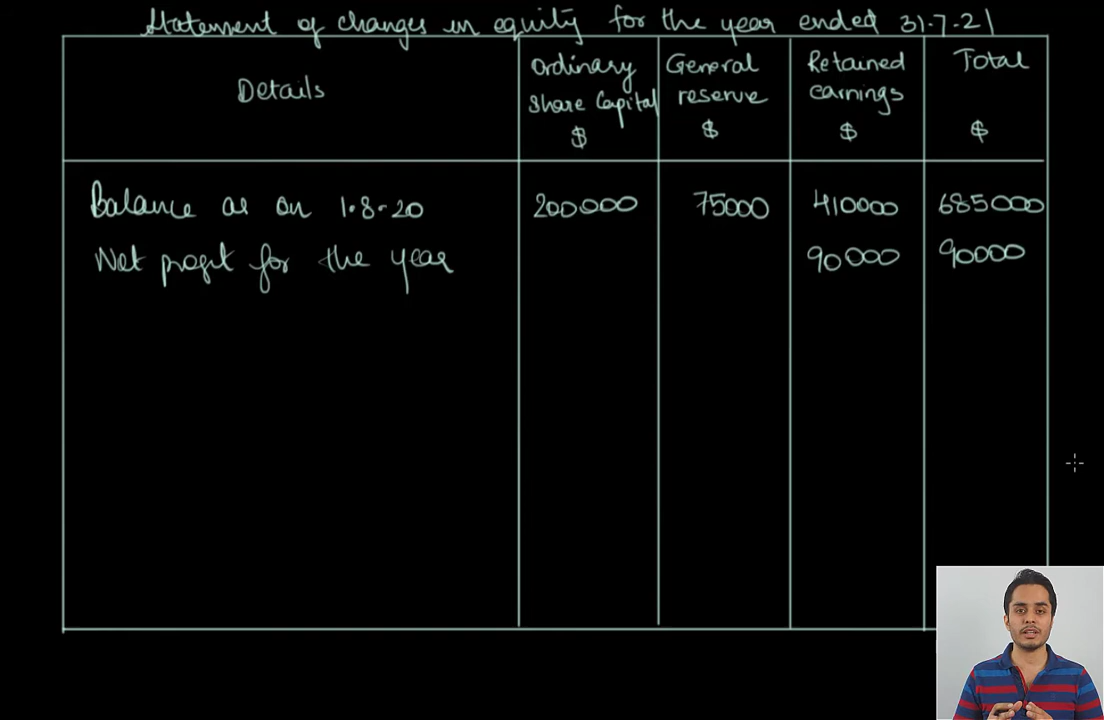 Statement of changes in equity for the year ended 31-7-21
Details
Ordinary
Share Capital
$
General
reserve
$
Retained
earnings
$
Total
$
Balance as on 1-8-20 200000 75000 410000 685000
Net profit for the year 90000 90000